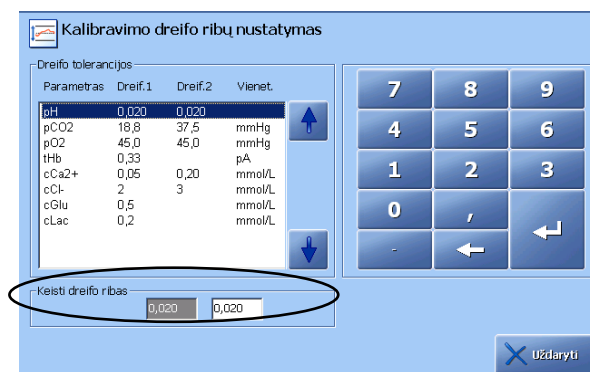 Kalibravimo dreifo ribų nustatymas
Dreifo tolerancijos
Parametras Dreif.1 Dreif.2 Vienet.
pH 0,020 0,020
pCO2 18,8 37,5 mmHg
pO2 45,0 45,0 mmHg
tHb 0,33 pA
cCa2+ 0,05 0,20 mmol/L
cCl- 2 3 mmol/L
cGlu 0,5 mmol/L
cLac 0,2 mmol/L
7 8 9
4 5 6
1 2 3
0 ,
-
Keisti dreifo ribas
0,020 0,020
Uždaryti